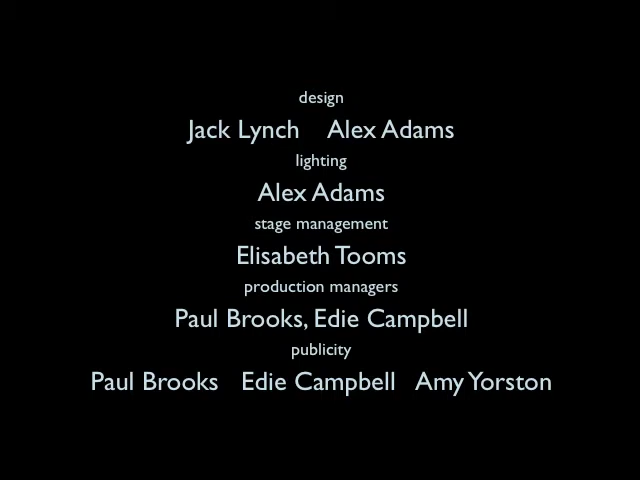 design
Jack Lynch Alex Adams
lighting
Alex Adams
stage management
Elisabeth Tooms
production managers
Paul Brooks, Edie Campbell
publicity
Paul Brooks Edie Campbell Amy Yorston